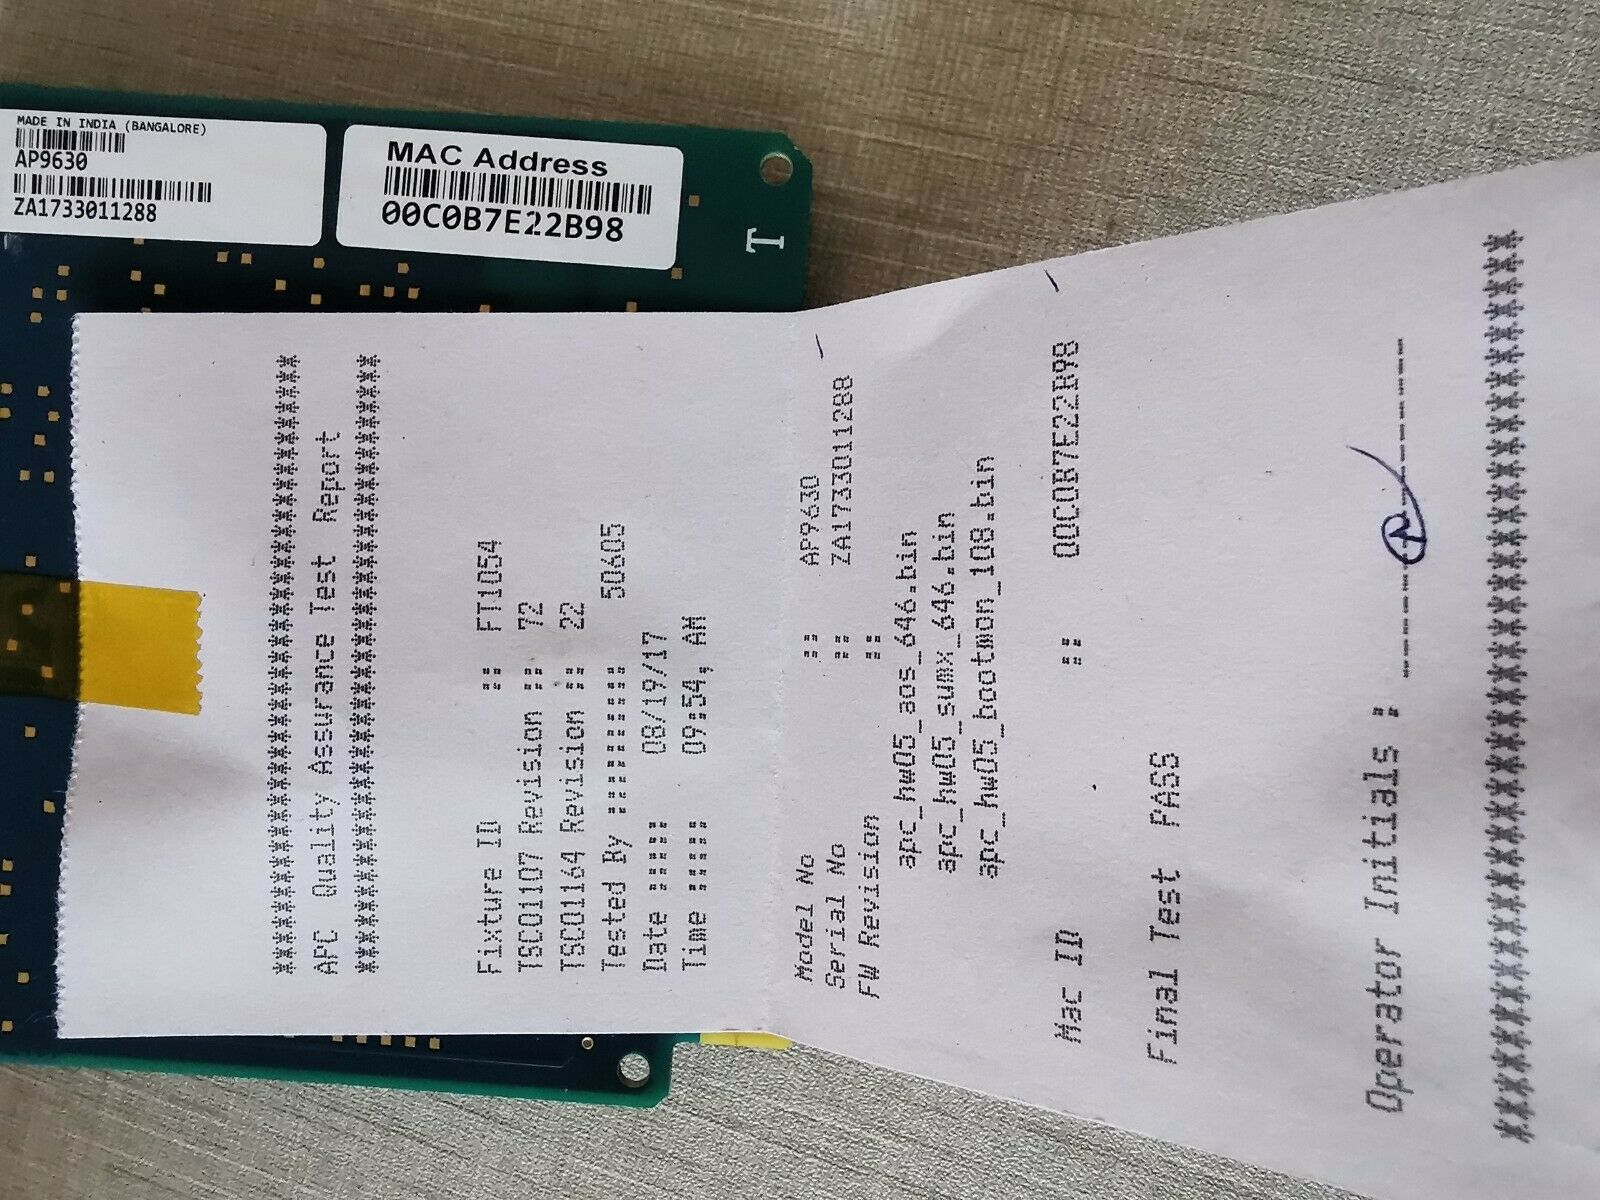 MADE IN INDIA (BANGALORE)
AP9630
ZA1733011288
MAC Address
00C0B7E22B98
T
****************************************
APC Quality Assurance Test Report
****************************************
Fixture ID :: FT1054
TSC01107 Revision :: 72
TSC01164 Revision :: 22
Tested By :::::::::: 50605
Date ::::: 08/19/17
Time ::::: 09:54, AM
Model No :: AP9630
Serial No :: ZA1733011288
FW Revision ::
apc_hw05_aos_646.bin
apc_hw05_sumx_646.bin
apc_hw05_bootmon_108.bin
Mac ID :: 00C0B7E22B98
Final Test PASS
Operator Initials : --------------------
****************************************